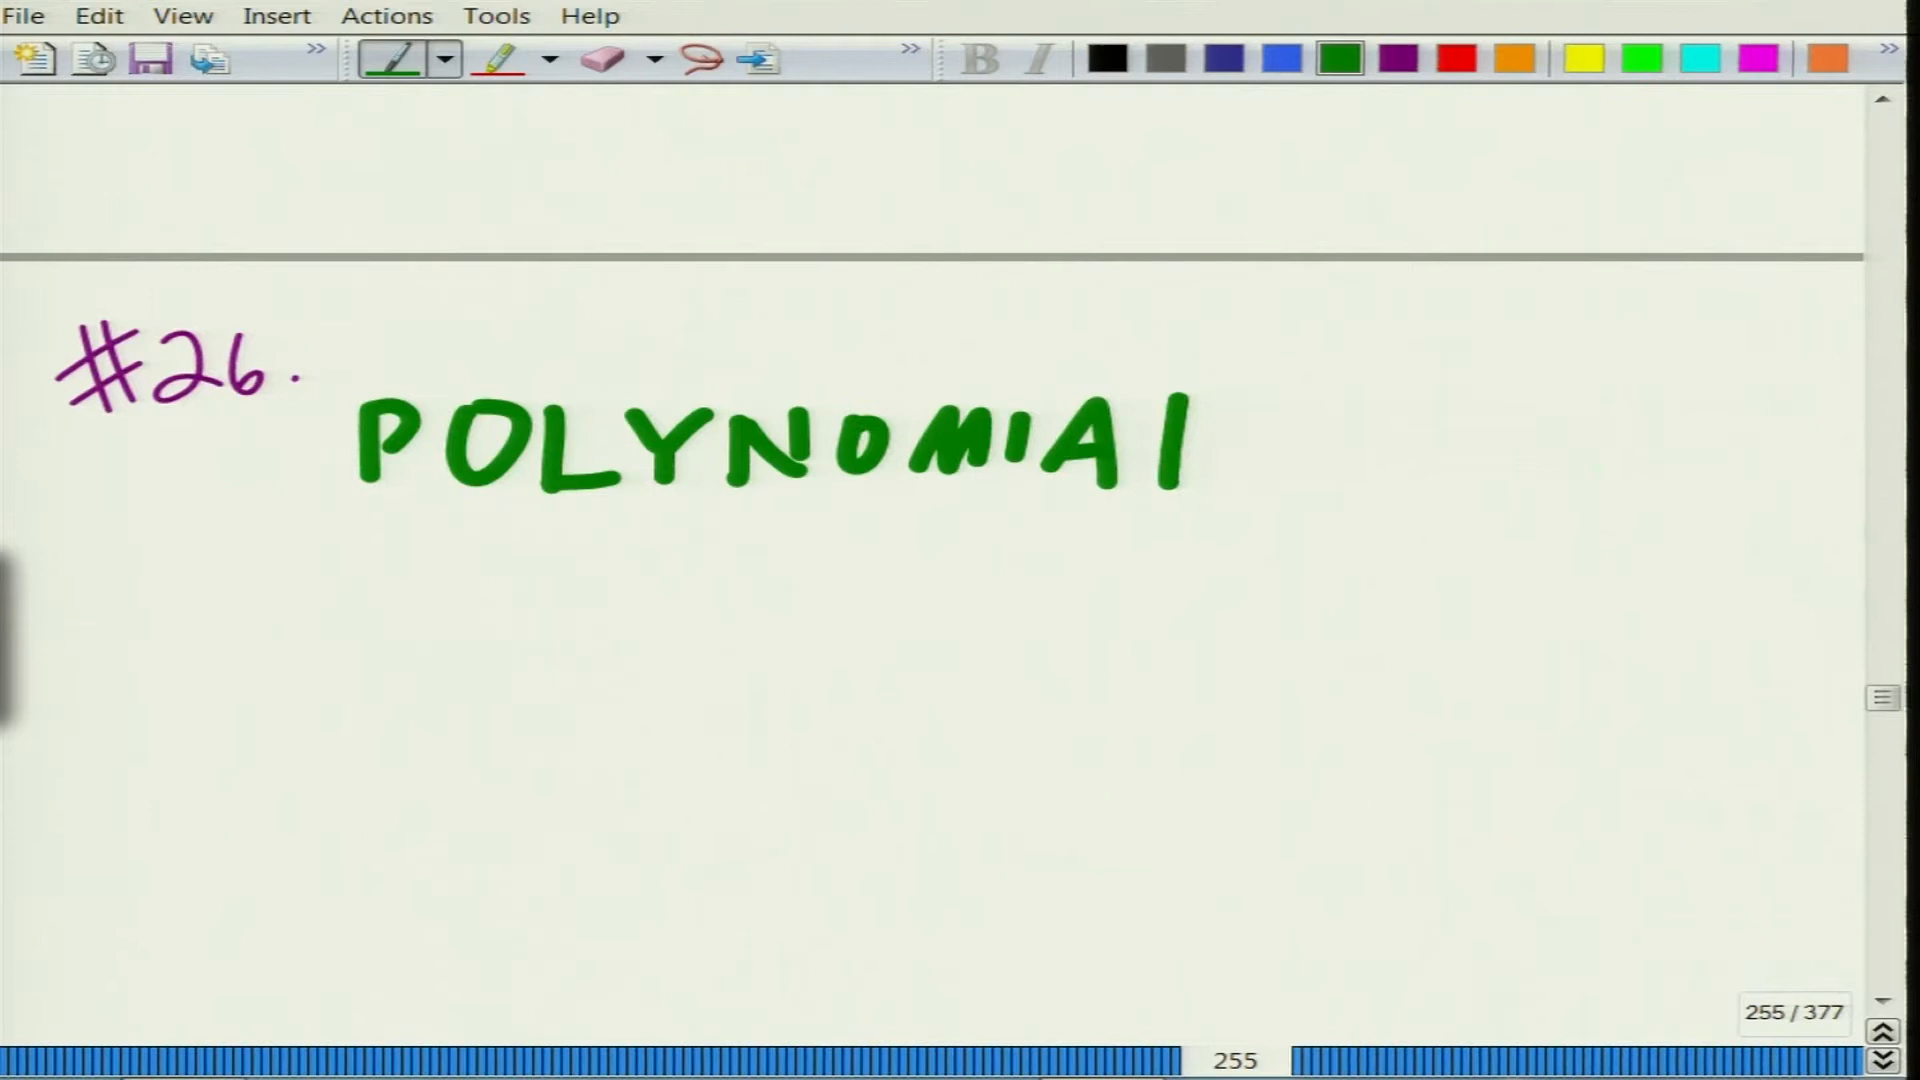 File Edit View Insert Actions Tools Help
B I
#26.
POLYNOMIAl
255 / 377
255